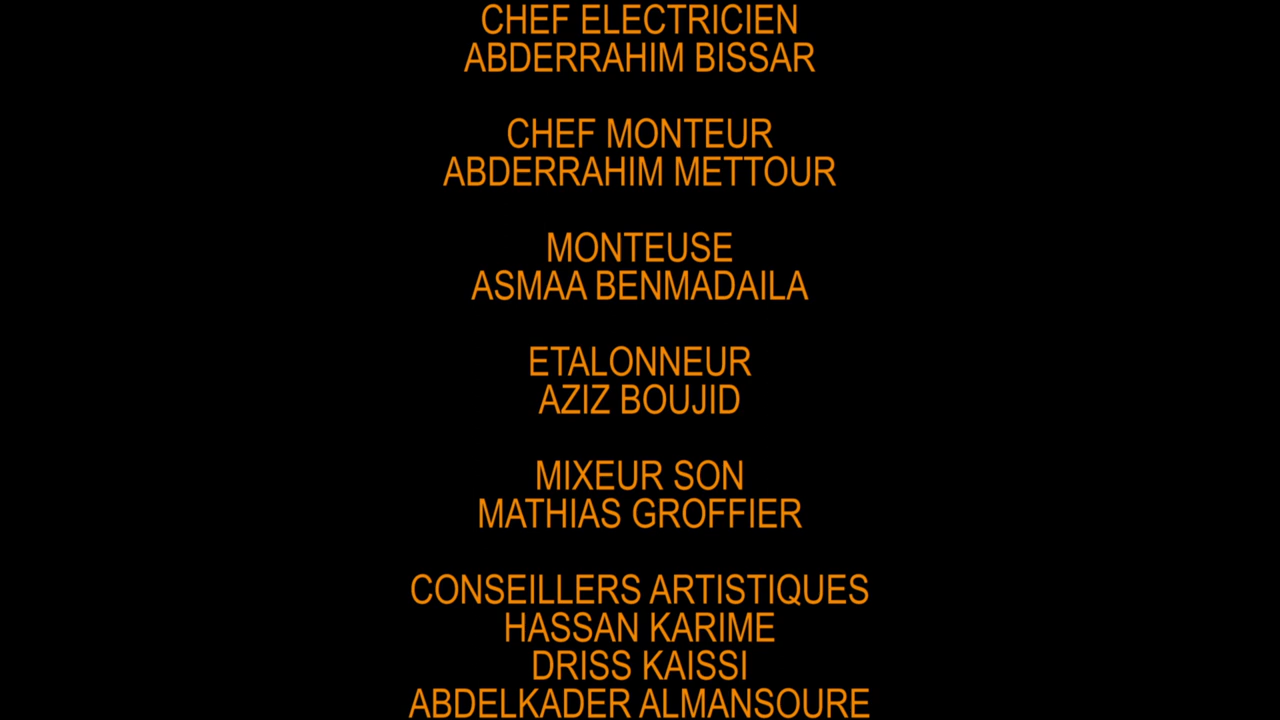 CHEF ELECTRICIEN
ABDERRAHIM BISSAR
CHEF MONTEUR
ABDERRAHIM METTOUR
MONTEUSE
ASMAA BENMADAILA
ETALONNEUR
AZIZ BOUJID
MIXEUR SON
MATHIAS GROFFIER
CONSEILLERS ARTISTIQUES
HASSAN KARIME
DRISS KAISSI
ABDELKADER ALMANSOURE